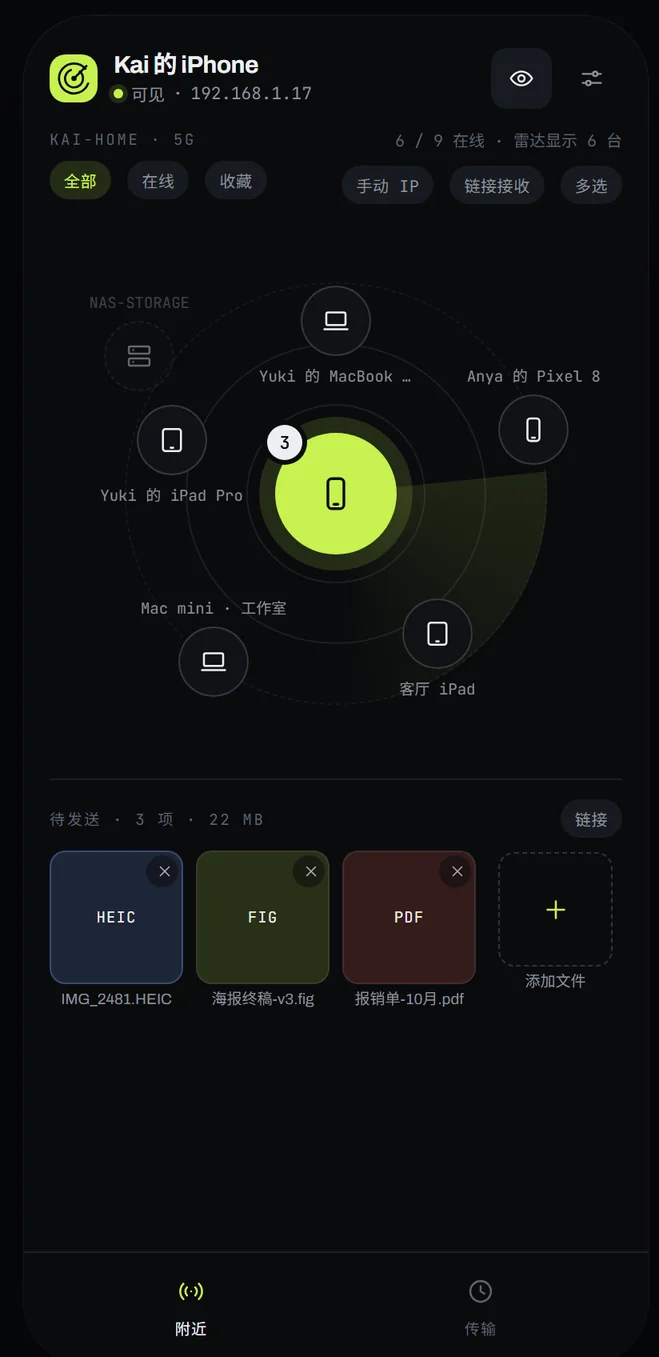 Kai 的 iPhone
可见 · 192.168.1.17
KAI-HOME · 5G
6 / 9 在线 · 雷达显示 6 台
全部
在线
收藏
手动 IP
链接接收
多选
NAS-STORAGE
Yuki 的 MacBook …
Anya 的 Pixel 8
3
Yuki 的 iPad Pro
Mac mini · 工作室
客厅 iPad
待发送 · 3 项 · 22 MB
链接
HEIC
FIG
PDF
IMG_2481.HEIC
海报终稿-v3.fig
报销单-10月.pdf
添加文件
附近
传输